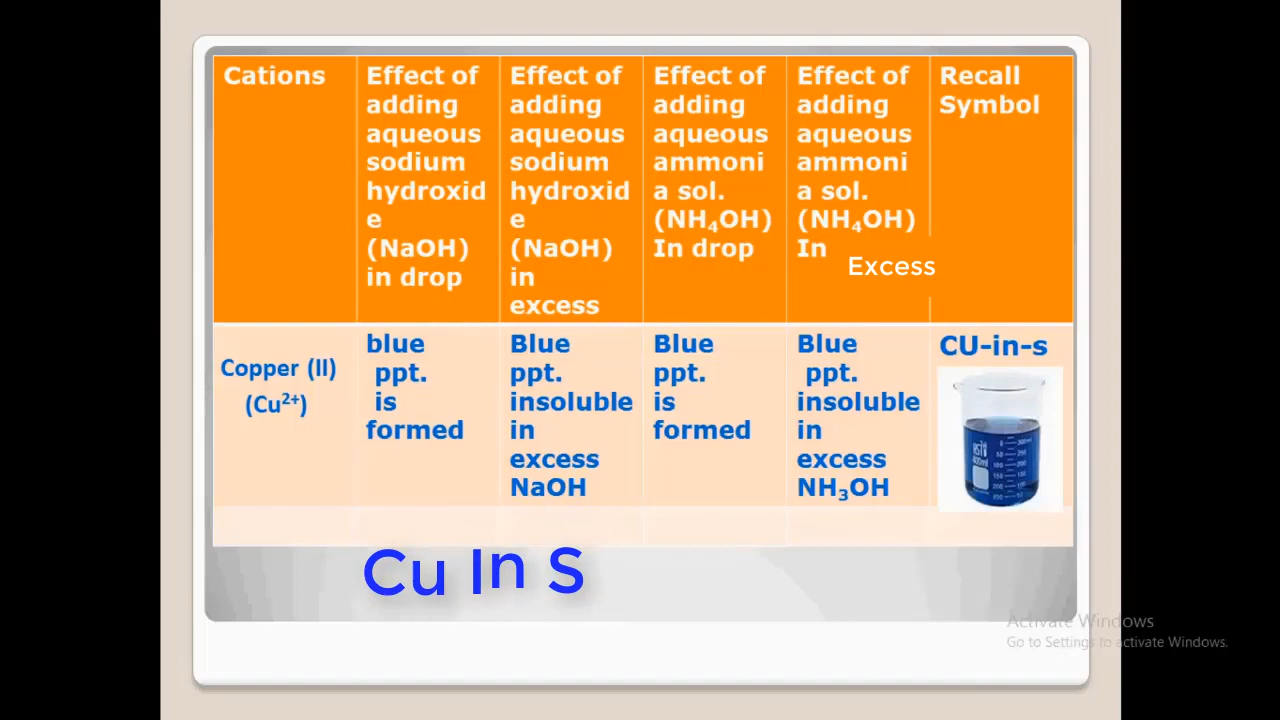 Cations
Effect of
adding
aqueous
sodium
hydroxid
e
(NaOH)
in drop
Effect of
adding
aqueous
sodium
hydroxid
e
(NaOH)
in
excess
Effect of
adding
aqueous
ammoni
a sol.
(NH₄OH)
In drop
Effect of
adding
aqueous
ammoni
a sol.
(NH₄OH)
In
Excess
Recall
Symbol
Copper (II)
(Cu²⁺)
blue
ppt.
is
formed
Blue
ppt.
insoluble
in
excess
NaOH
Blue
ppt.
is
formed
Blue
ppt.
insoluble
in
excess
NH₃OH
CU-in-s
Cu In S
Activate Windows
Go to Settings to activate Windows.